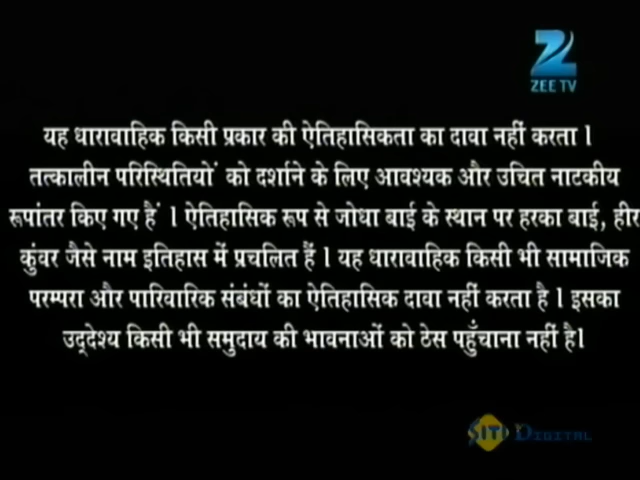 ZEE TV
यह धारावाहिक किसी प्रकार की ऐतिहासिकता का दावा नहीं करता ।
तत्कालीन परिस्थितियों को दर्शाने के लिए आवश्यक और उचित नाटकीय
रूपांतर किए गए हैं । ऐतिहासिक रूप से जोधा बाई के स्थान पर हरका बाई, हीर
कुंवर जैसे नाम इतिहास में प्रचलित हैं । यह धारावाहिक किसी भी सामाजिक
परम्परा और पारिवारिक संबंधों का ऐतिहासिक दावा नहीं करता है । इसका
उद्देश्य किसी भी समुदाय की भावनाओं को ठेस पहुँचाना नहीं है।
SITI DIGITAL